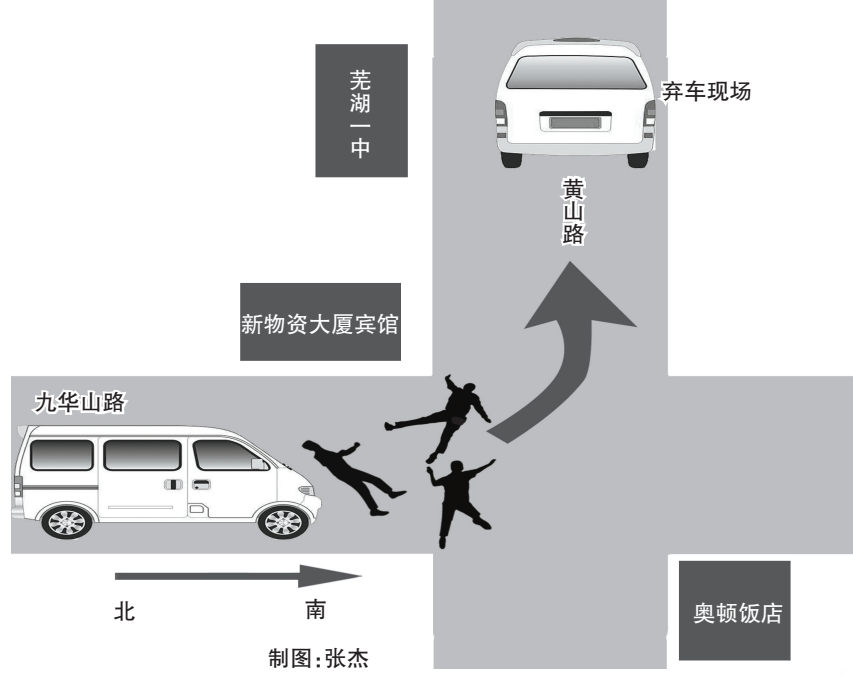 芜湖一中
弃车现场
黄山路
新物资大厦宾馆
九华山路
北
南
奥顿饭店
制图:张杰